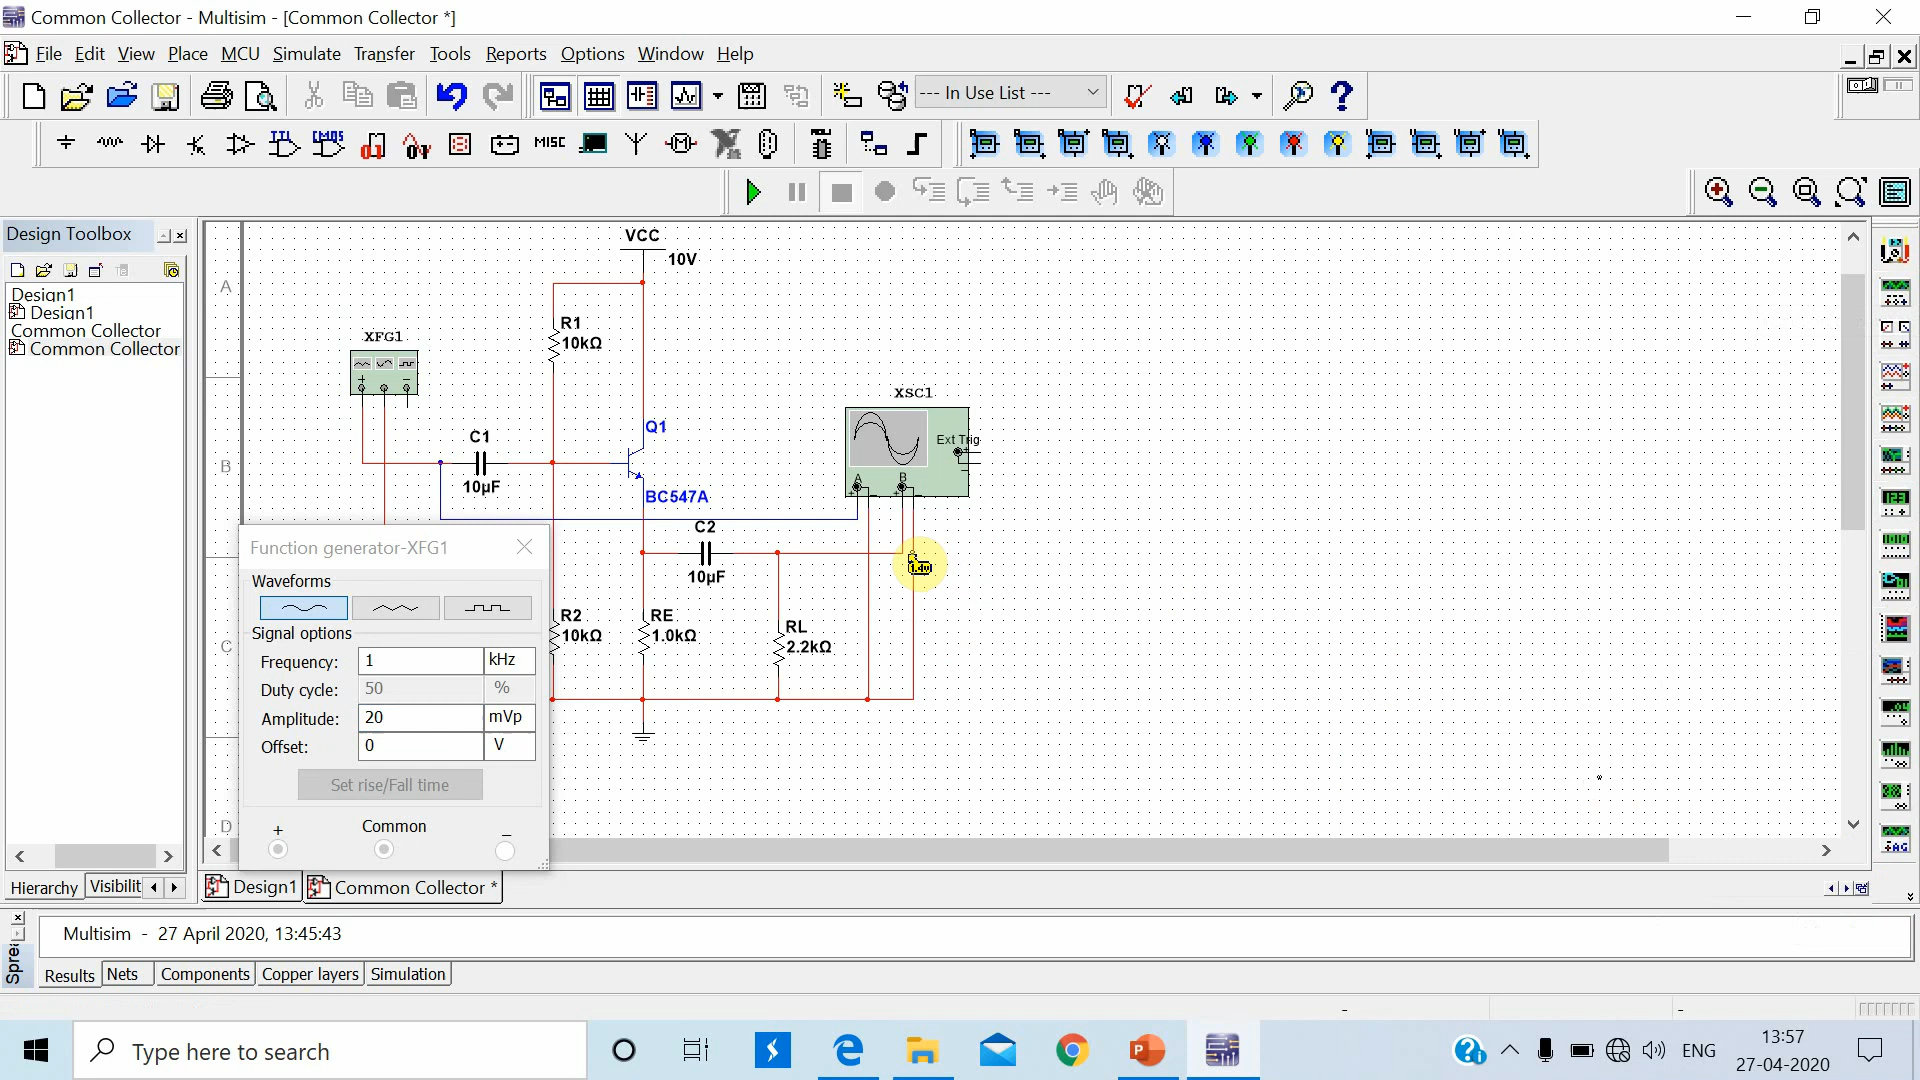 Common Collector - Multisim - [Common Collector *]
File Edit View Place MCU Simulate Transfer Tools Reports Options Window Help
--- In Use List ---
MISC
Design Toolbox
Design1
Design1
Common Collector
Common Collector
A
B
C
D
VCC
10V
R1
10kΩ
XFG1
C1
10µF
Q1
BC547A
XSC1
Ext Trig
A
B
C2
10µF
R2
10kΩ
RE
1.0kΩ
RL
2.2kΩ
Function generator-XFG1
Waveforms
Signal options
Frequency: 1 kHz
Duty cycle: 50 %
Amplitude: 20 mVp
Offset: 0 V
Set rise/Fall time
+ Common –
Hierarchy Visibilit
Design1 Common Collector *
Multisim - 27 April 2020, 13:45:43
Results Nets Components Copper layers Simulation
Type here to search
ENG
13:57
27-04-2020